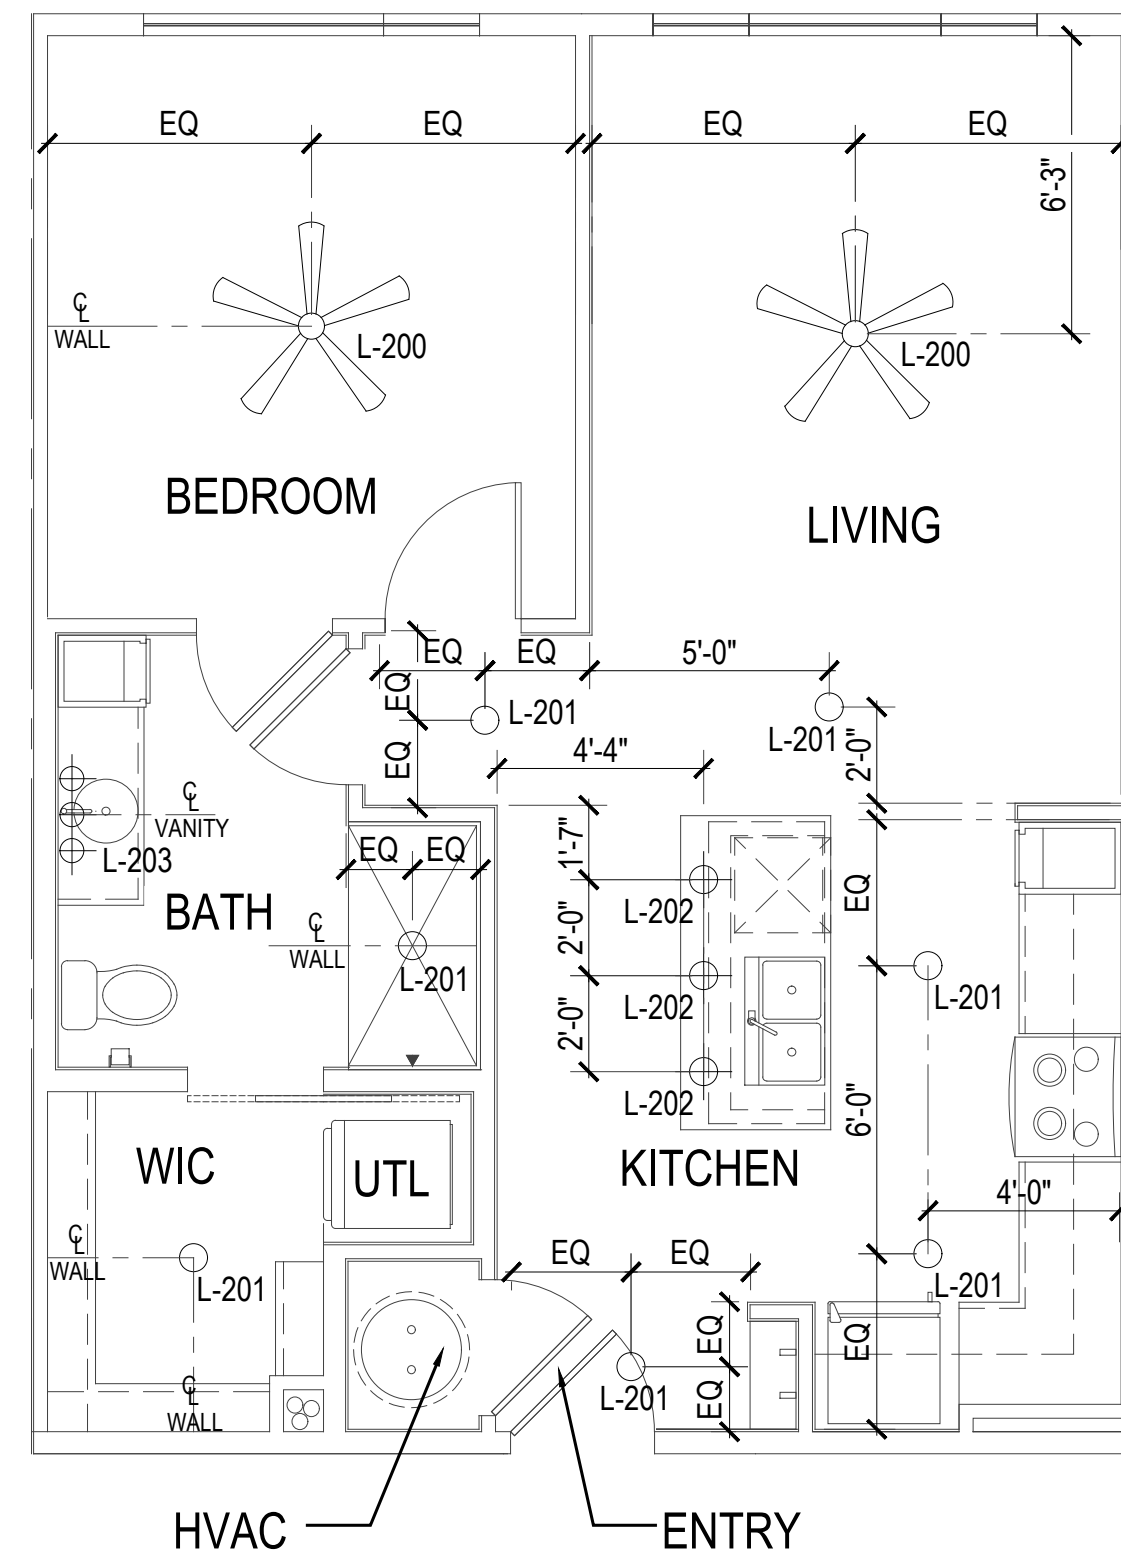 EQ
EQ
EQ
EQ
6'-3"
℄
WALL
L-200
L-200
BEDROOM
LIVING
EQ
EQ
5'-0"
EQ
L-201
L-201
EQ
4'-4"
2'-0"
℄
VANITY
L-203
EQ
EQ
1'-7"
EQ
BATH
L-202
℄
WALL
2'-0"
L-201
L-201
L-202
2'-0"
L-202
6'-0"
WIC
UTL
KITCHEN
4'-0"
℄
WALL
L-201
EQ
EQ
L-201
EQ
EQ
L-201
EQ
℄
WALL
HVAC
ENTRY